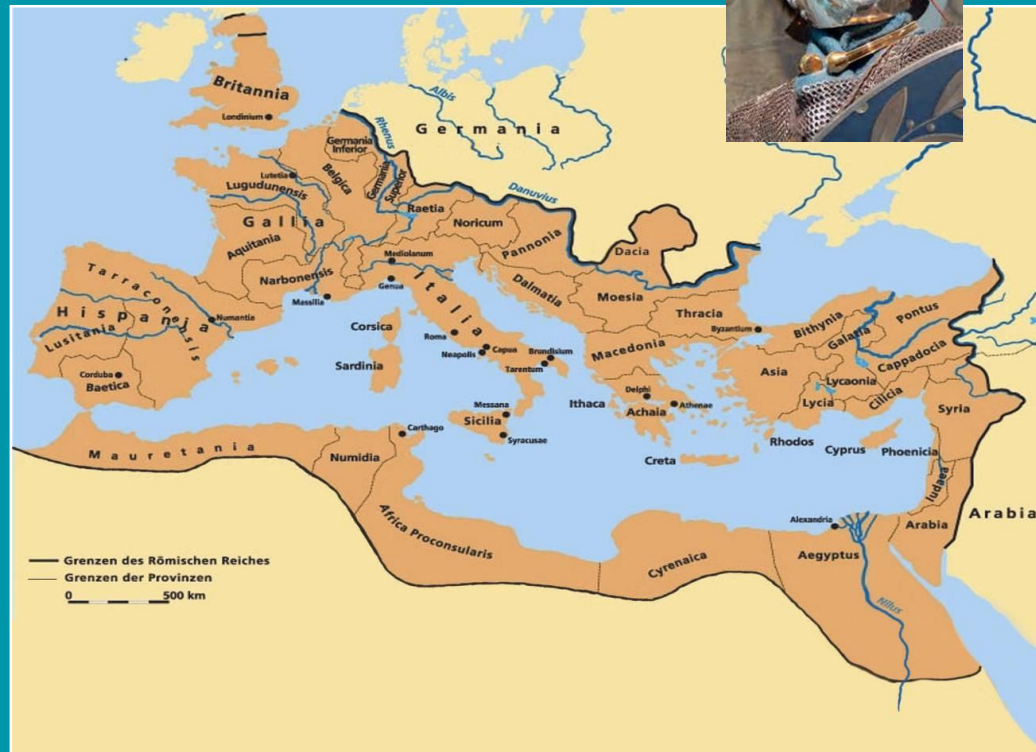 Britannia
Londinium
Germania
Albis
Rhenus
Germania
Inferior
Belgica
Germania
Superior
Lutetia
Lugudunensis
Gallia
Aquitania
Narbonensis
Massilia
Danuvius
Raetia
Noricum
Pannonia
Dacia
Mediolanum
Genua
Italia
Dalmatia
Moesia
Thracia
Byzantium
Macedonia
Tarraconensis
Hispania
Numantia
Lusitania
Corduba
Baetica
Corsica
Sardinia
Roma
Neapolis
Capua
Brundisium
Tarentum
Messana
Sicilia
Syracusae
Ithaca
Delphi
Achaia
Athenae
Creta
Bithynia
Galatia
Pontus
Cappadocia
Asia
Lycaonia
Lycia
Cilicia
Syria
Rhodos
Cyprus
Phoenicia
Iudaea
Arabia
Arabia
Mauretania
Numidia
Carthago
Africa Proconsularis
Cyrenaica
Alexandria
Aegyptus
Nilus
Grenzen des Römischen Reiches
Grenzen der Provinzen
0 500 km